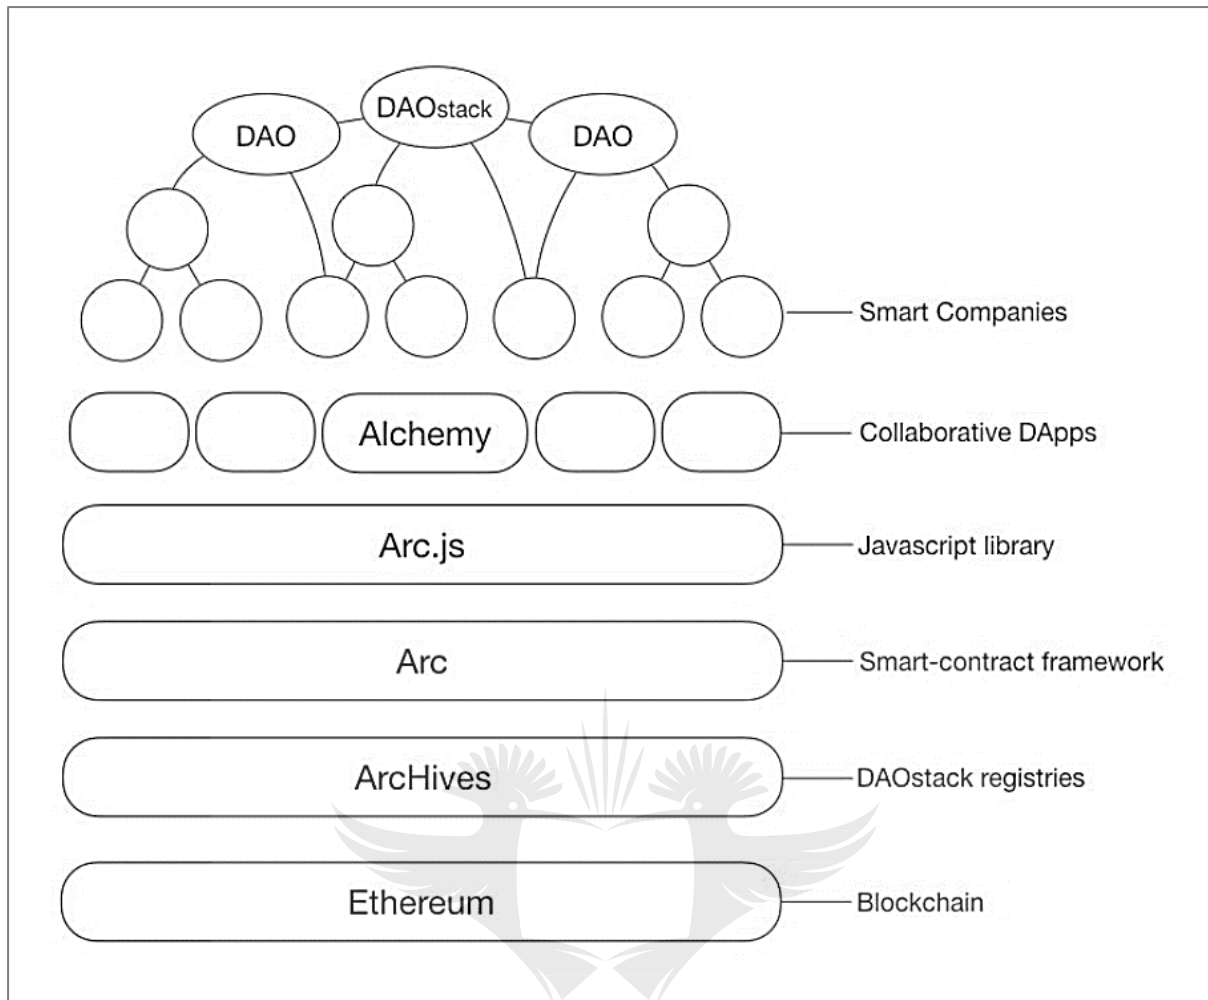 DAOstack
DAO
DAO
Smart Companies
Alchemy
Collaborative DApps
Arc.js
Javascript library
Arc
Smart-contract framework
ArcHives
DAOstack registries
Ethereum
Blockchain